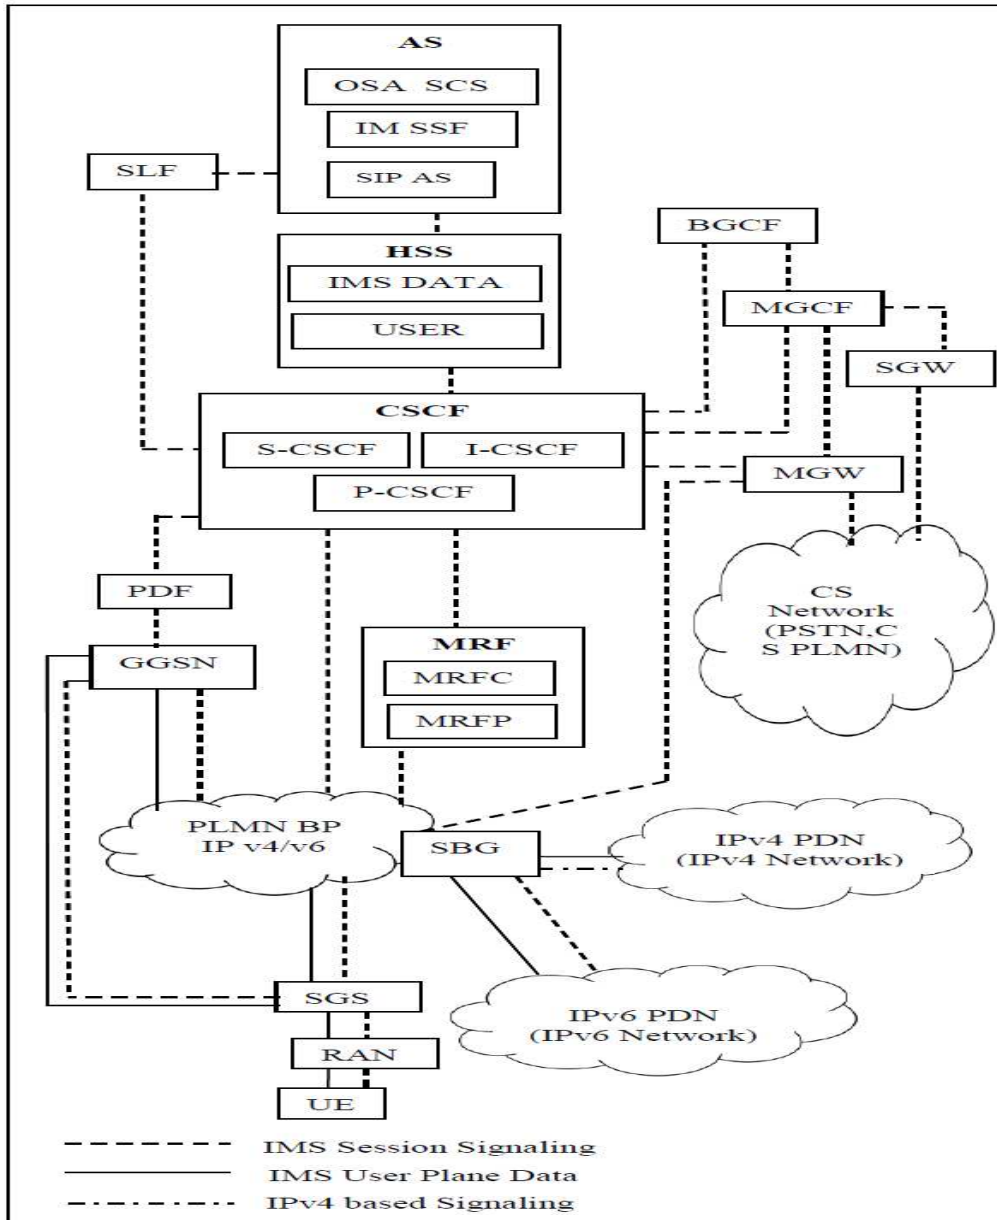 AS
OSA SCS
IM SSF
SIP AS
SLF
BGCF
HSS
IMS DATA
USER
MGCF
SGW
CSCF
S-CSCF
I-CSCF
P-CSCF
MGW
PDF
CS
Network
(PSTN,C
S PLMN)
GGSN
MRF
MRFC
MRFP
PLMN BP
IP v4/v6
SBG
IPv4 PDN
(IPv4 Network)
SGS
IPv6 PDN
(IPv6 Network)
RAN
UE
IMS Session Signaling
IMS User Plane Data
IPv4 based Signaling